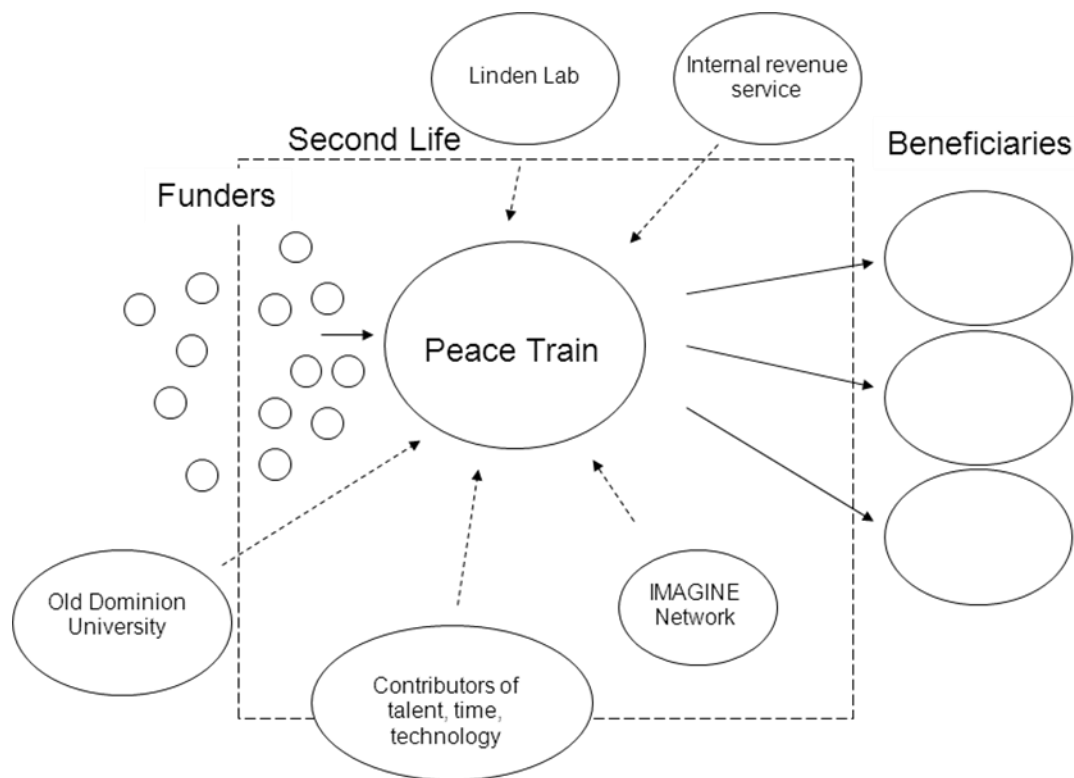 Linden Lab
Internal revenue
service
Second Life
Beneficiaries
Funders
Peace Train
Old Dominion
University
IMAGINE
Network
Contributors of
talent, time,
technology